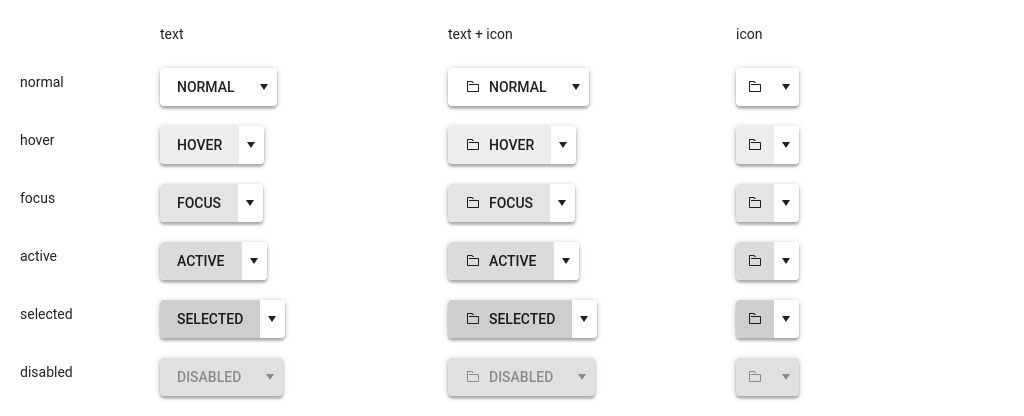 text text + icon icon
normal NORMAL NORMAL
hover HOVER HOVER
focus FOCUS FOCUS
active ACTIVE ACTIVE
selected SELECTED SELECTED
disabled DISABLED DISABLED